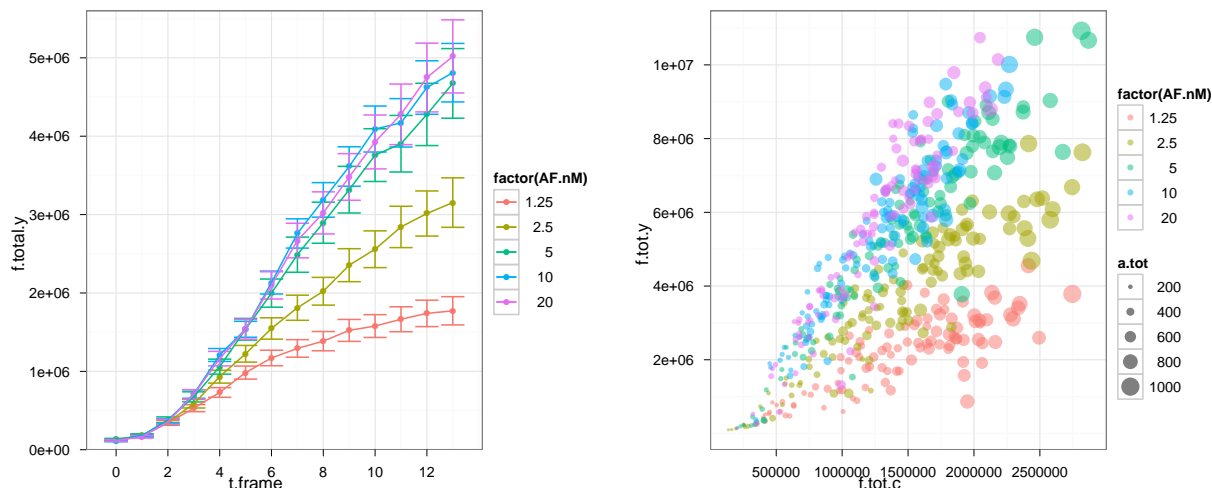 5e+06
4e+06
3e+06
2e+06
1e+06
0e+00
f.total.y
0 2 4 6 8 10 12
t.frame
factor(AF.nM)
1.25
2.5
5
10
20
1e+07
8e+06
6e+06
4e+06
2e+06
f.tot.y
500000 1000000 1500000 2000000 2500000
f.tot.c
factor(AF.nM)
1.25
2.5
5
10
20
a.tot
200
400
600
800
1000